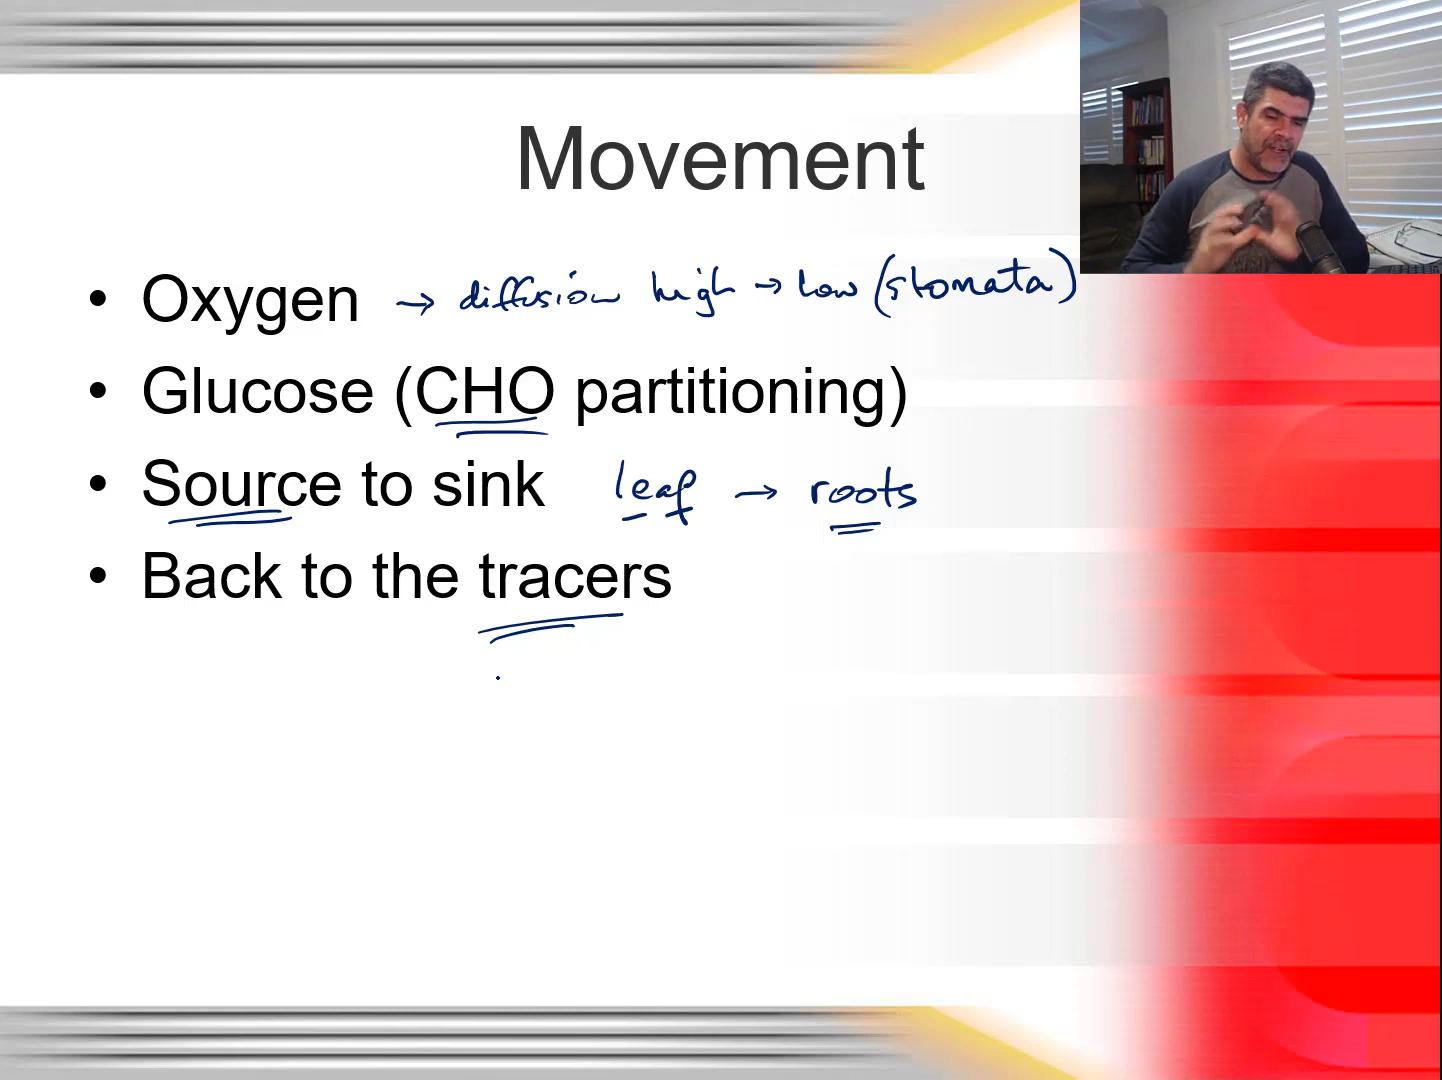 Movement
• Oxygen → diffusion high → low (stomata)
• Glucose (CHO partitioning)
• Source to sink leaf → roots
• Back to the tracers